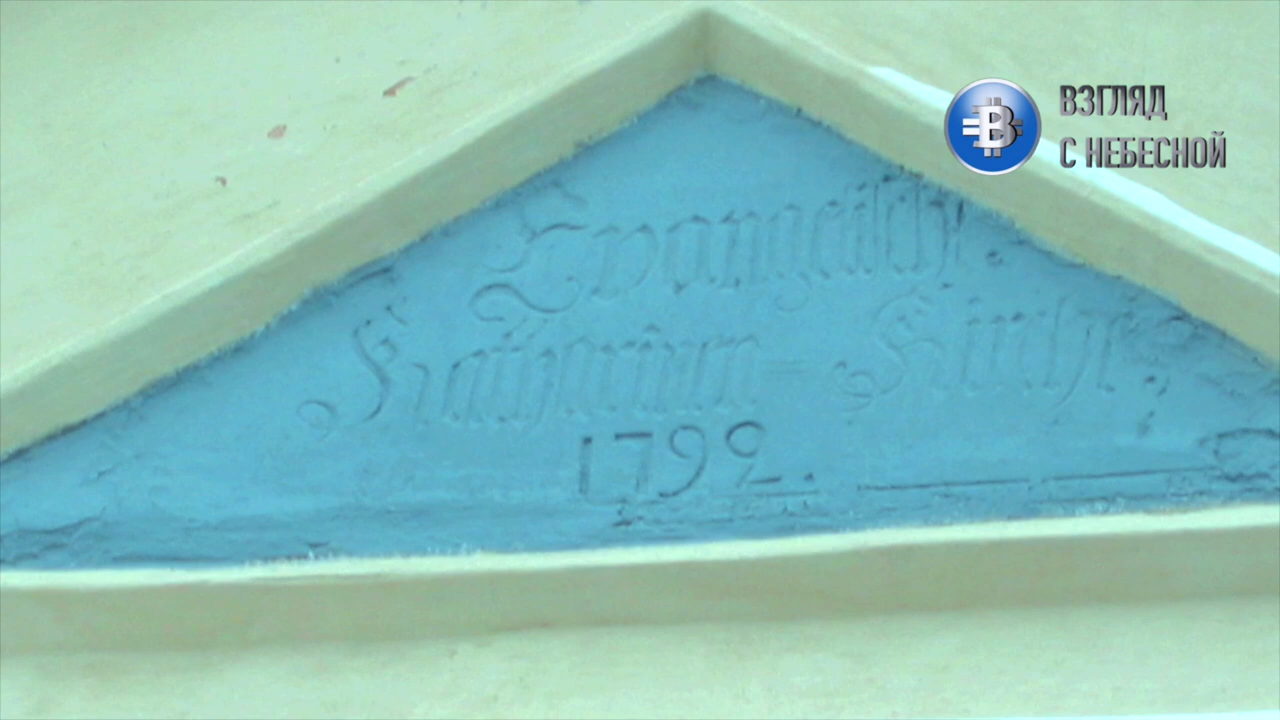 ВЗГЛЯД
С НЕБЕСНОЙ
Evangelische
Katharinen-Kirche.
1792.